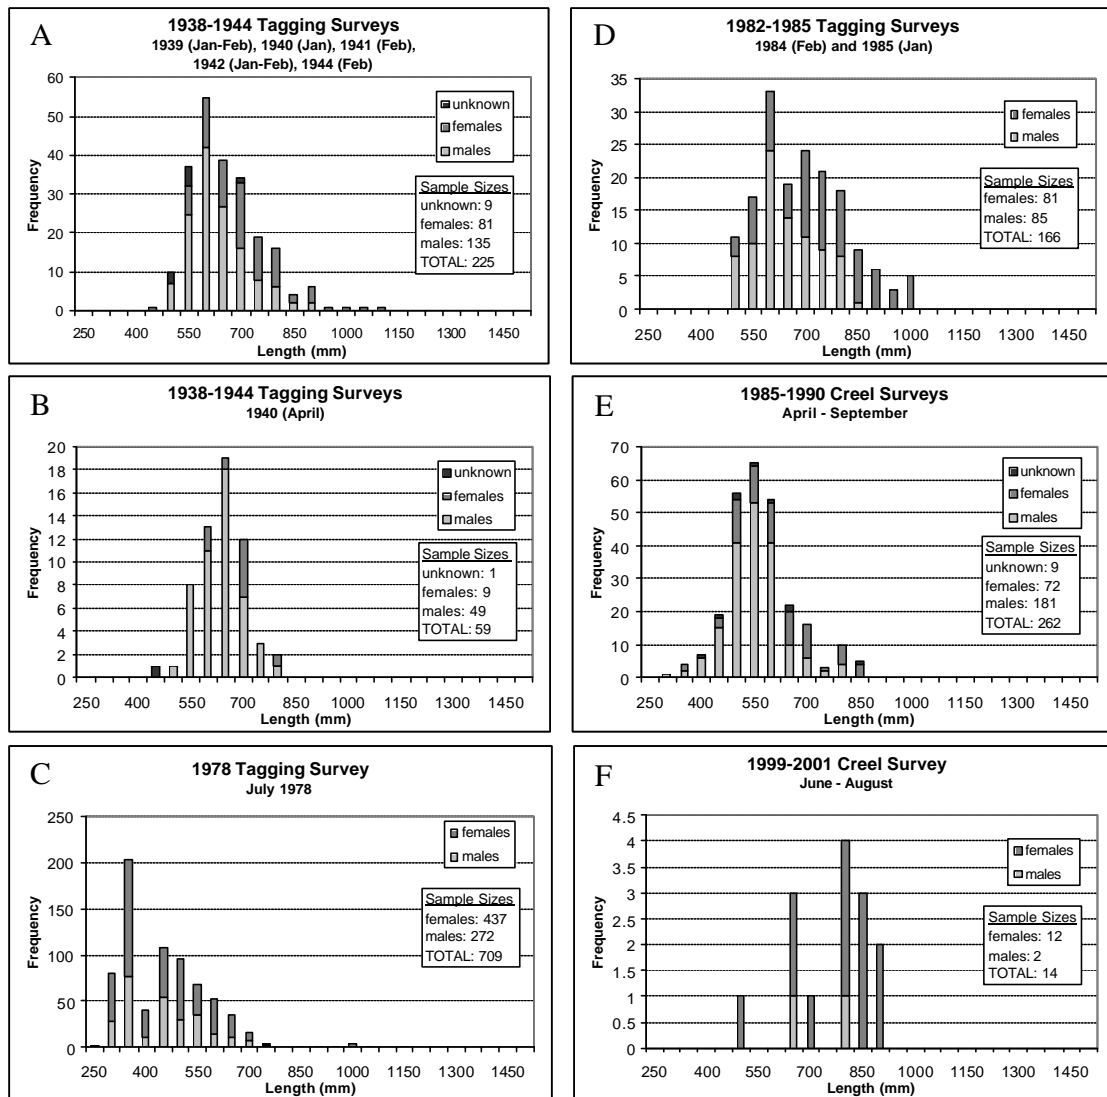 A
1938-1944 Tagging Surveys
1939 (Jan-Feb), 1940 (Jan), 1941 (Feb),
1942 (Jan-Feb), 1944 (Feb)
60
50
40
30
20
10
0
Frequency
unknown
females
males
Sample Sizes
unknown: 9
females: 81
males: 135
TOTAL: 225
250 400 550 700 850 1000 1150 1300 1450
Length (mm)
D
1982-1985 Tagging Surveys
1984 (Feb) and 1985 (Jan)
35
30
25
20
15
10
5
0
Frequency
females
males
Sample Sizes
females: 81
males: 85
TOTAL: 166
250 400 550 700 850 1000 1150 1300 1450
Length (mm)
B
1938-1944 Tagging Surveys
1940 (April)
20
18
16
14
12
10
8
6
4
2
0
Frequency
unknown
females
males
Sample Sizes
unknown: 1
females: 9
males: 49
TOTAL: 59
250 400 550 700 850 1000 1150 1300 1450
Length (mm)
E
1985-1990 Creel Surveys
April - September
70
60
50
40
30
20
10
0
Frequency
unknown
females
males
Sample Sizes
unknown: 9
females: 72
males: 181
TOTAL: 262
250 400 550 700 850 1000 1150 1300 1450
Length (mm)
C
1978 Tagging Survey
July 1978
250
200
150
100
50
0
Frequency
females
males
Sample Sizes
females: 437
males: 272
TOTAL: 709
250 400 550 700 850 1000 1150 1300 1450
Length (mm)
F
1999-2001 Creel Survey
June - August
4.5
4
3.5
3
2.5
2
1.5
1
0.5
0
Frequency
females
males
Sample Sizes
females: 12
males: 2
TOTAL: 14
250 400 550 700 850 1000 1150 1300 1450
Length (mm)